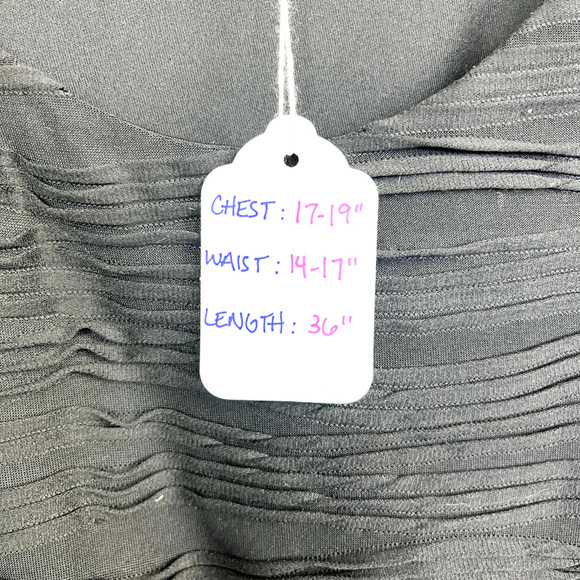 CHEST: 17-19"
WAIST: 14-17"
LENGTH: 36"